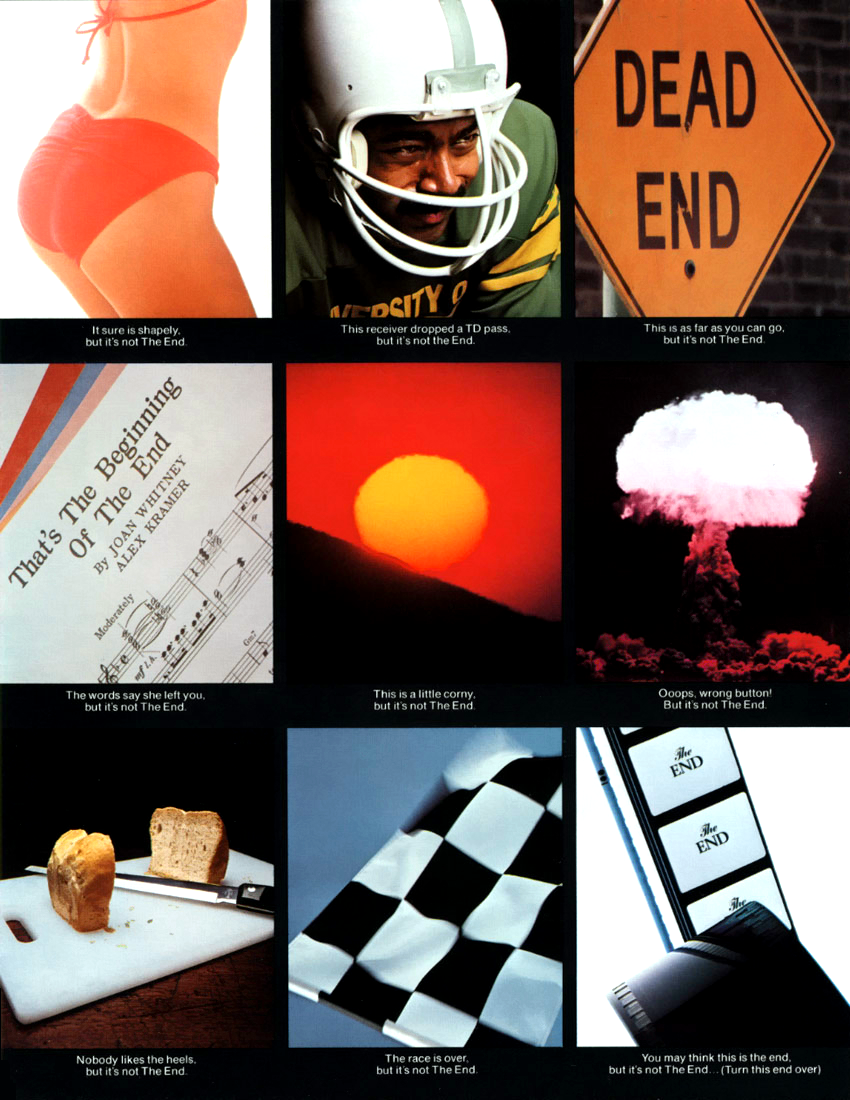 DEAD
END
VERSITY O
It sure is shapely,
but it's not The End.
This receiver dropped a TD pass,
but it's not the End.
This is as far as you can go,
but it's not The End.
That's The Beginning
Of The End
By JOAN WHITNEY
ALEX KRAMER
Moderately
mf
Gm7
The words say she left you,
but it's not The End.
This is a little corny,
but it's not The End.
Ooops, wrong button!
But it's not The End.
The
END
The
END
The
Nobody likes the heels,
but it's not The End.
The race is over,
but it's not The End.
You may think this is the end,
but it's not The End... (Turn this end over)